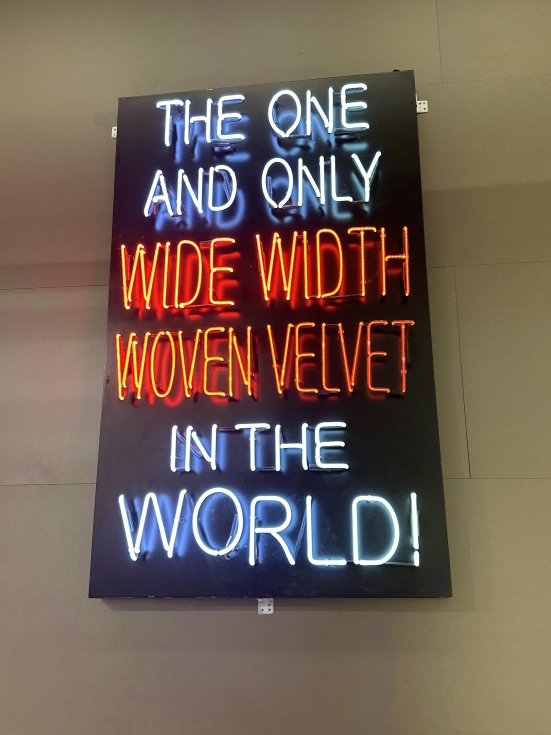 THE ONE
AND ONLY
WIDE WIDTH
WOVEN VELVET
IN THE
WORLD!